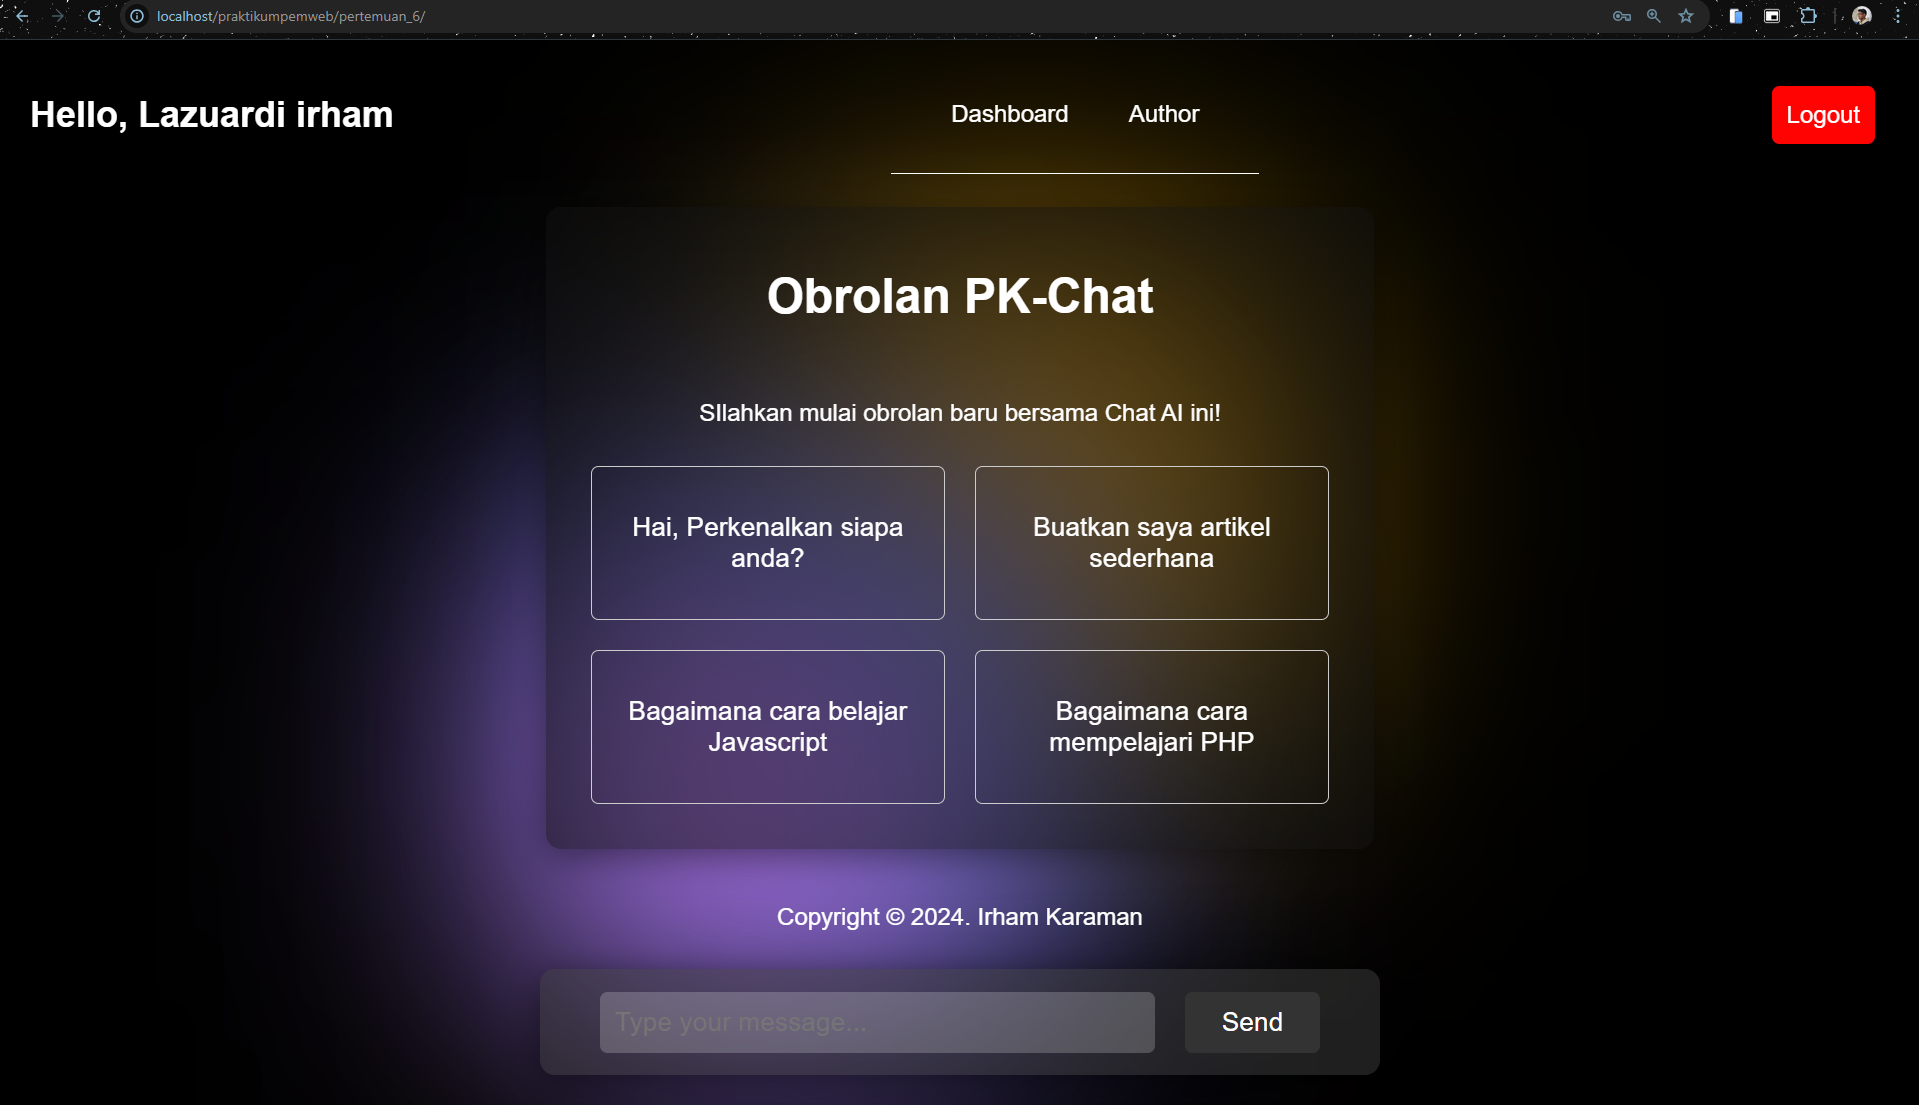 localhost/praktikumpemweb/pertemuan_6/
Hello, Lazuardi irham
Dashboard
Author
Logout
Obrolan PK-Chat
SIlahkan mulai obrolan baru bersama Chat AI ini!
Hai, Perkenalkan siapa
anda?
Buatkan saya artikel
sederhana
Bagaimana cara belajar
Javascript
Bagaimana cara
mempelajari PHP
Copyright © 2024. Irham Karaman
Type your message...
Send